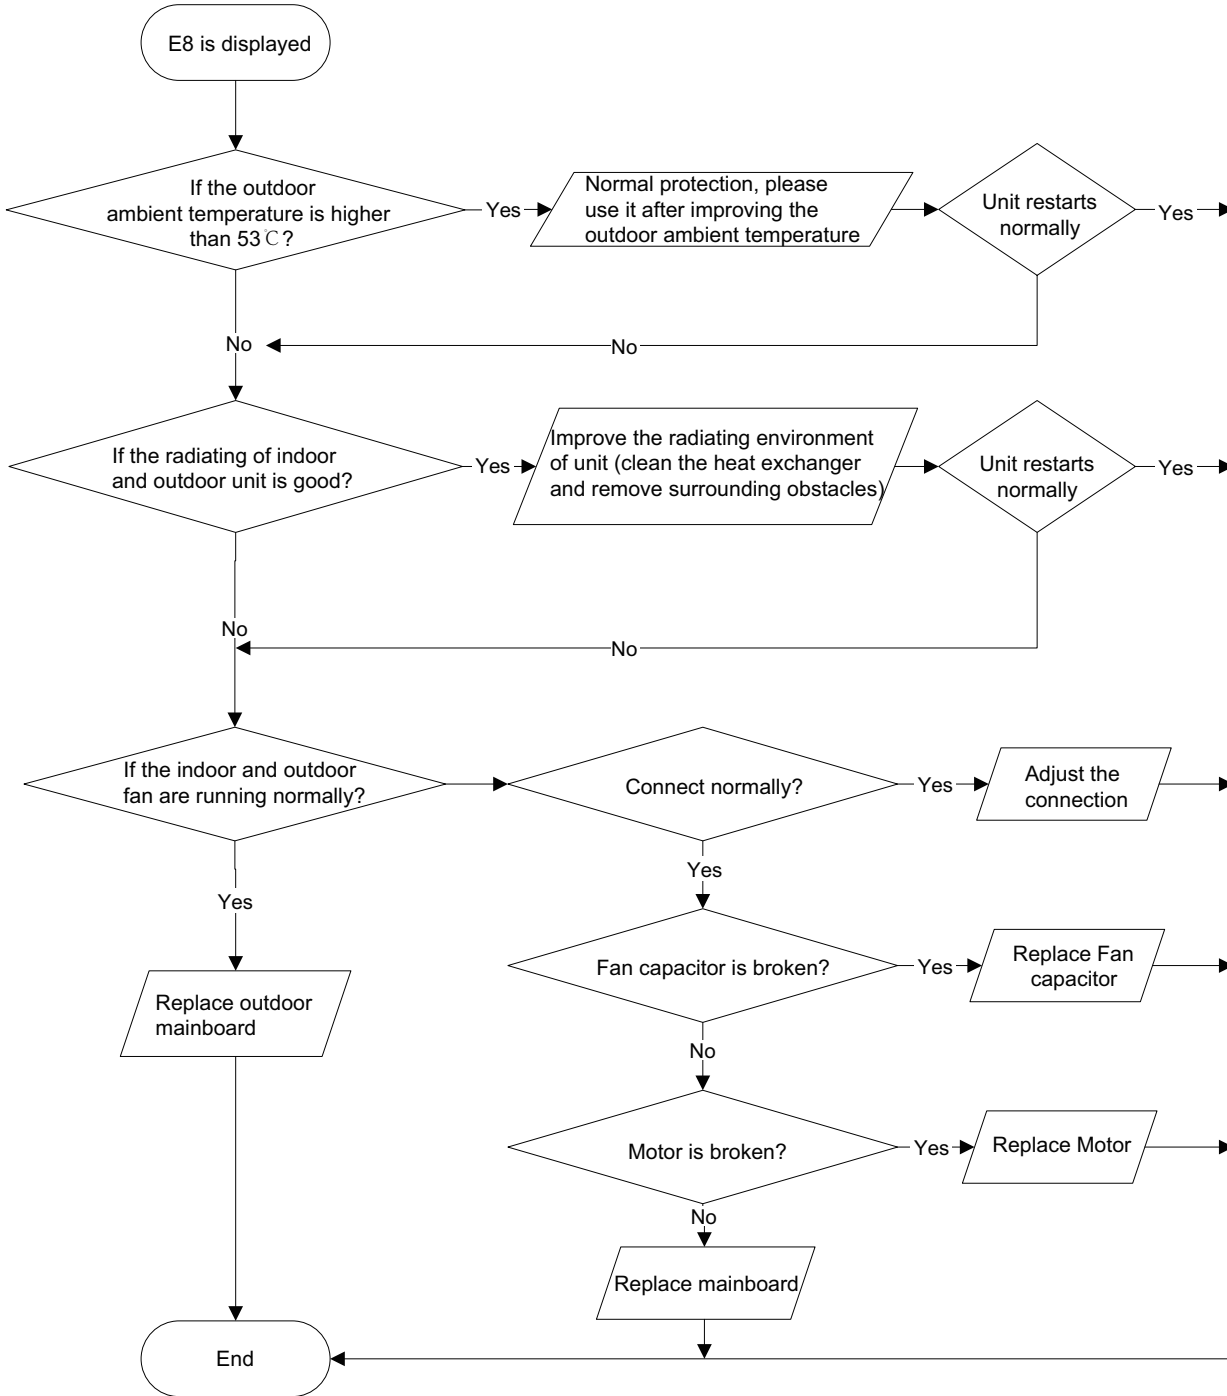 E8 is displayed
If the outdoor
ambient temperature is higher
than 53℃?
Yes
Normal protection, please
use it after improving the
outdoor ambient temperature
Unit restarts
normally
Yes
No
No
If the radiating of indoor
and outdoor unit is good?
Yes
Improve the radiating environment
of unit (clean the heat exchanger
and remove surrounding obstacles)
Unit restarts
normally
Yes
No
No
If the indoor and outdoor
fan are running normally?
Connect normally?
Yes
Adjust the
connection
Yes
Yes
Fan capacitor is broken?
Yes
Replace Fan
capacitor
Replace outdoor
mainboard
No
Motor is broken?
Yes
Replace Motor
No
Replace mainboard
End